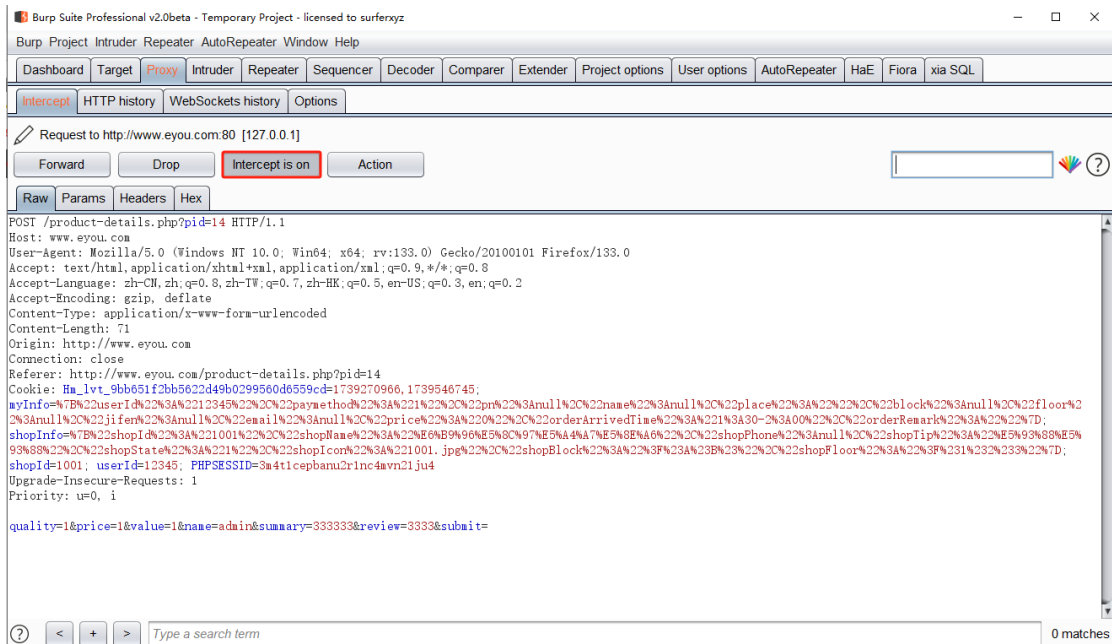 Burp Suite Professional v2.0beta - Temporary Project - licensed to surferxyz
Burp Project Intruder Repeater AutoRepeater Window Help
Dashboard Target Proxy Intruder Repeater Sequencer Decoder Comparer Extender Project options User options AutoRepeater HaE Fiora xia SQL
Intercept HTTP history WebSockets history Options
Request to http://www.eyou.com:80 [127.0.0.1]
Forward Drop Intercept is on Action
Raw Params Headers Hex
POST /product-details.php?pid=14 HTTP/1.1
Host: www.eyou.com
User-Agent: Mozilla/5.0 (Windows NT 10.0; Win64; x64; rv:133.0) Gecko/20100101 Firefox/133.0
Accept: text/html,application/xhtml+xml,application/xml;q=0.9,*/*;q=0.8
Accept-Language: zh-CN,zh;q=0.8,zh-TW;q=0.7,zh-HK;q=0.5,en-US;q=0.3,en;q=0.2
Accept-Encoding: gzip, deflate
Content-Type: application/x-www-form-urlencoded
Content-Length: 71
Origin: http://www.eyou.com
Connection: close
Referer: http://www.eyou.com/product-details.php?pid=14
Cookie: Hm_lvt_9bb651f2bb5622d49b0299560d6559cd=1739270966,1739546745;
myInfo=%7B%22userId%22%3A%2212345%22%2C%22paymethod%22%3A%221%22%2C%22pn%22%3Anull%2C%22name%22%3Anull%2C%22place%22%3A%22%22%2C%22block%22%3Anull%2C%22floor%2
2%3Anull%2C%22jifen%22%3Anull%2C%22email%22%3Anull%2C%22price%22%3A%220%22%2C%22orderArrivedTime%22%3A%221%3A30-2%3A00%22%2C%22orderRemark%22%3A%22%22%7D;
shopInfo=%7B%22shopId%22%3A%221001%22%2C%22shopName%22%3A%22%E6%B9%96%E5%8C%97%E5%A4%A7%E5%8E%A6%22%2C%22shopPhone%22%3Anull%2C%22shopTip%22%3A%22%E5%93%88%E5%
93%88%22%2C%22shopState%22%3A%221%22%2C%22shopIcon%22%3A%221001.jpg%22%2C%22shopBlock%22%3A%22%3F%23A%23B%23%22%2C%22shopFloor%22%3A%22%3F%231%232%233%22%7D;
shopId=1001; userId=12345; PHPSESSID=3m4t1cepbanu2r1nc4mvn21ju4
Upgrade-Insecure-Requests: 1
Priority: u=0, i
quality=1&price=1&value=1&name=admin&summary=333333&review=3333&submit=
? < + > Type a search term 0 matches